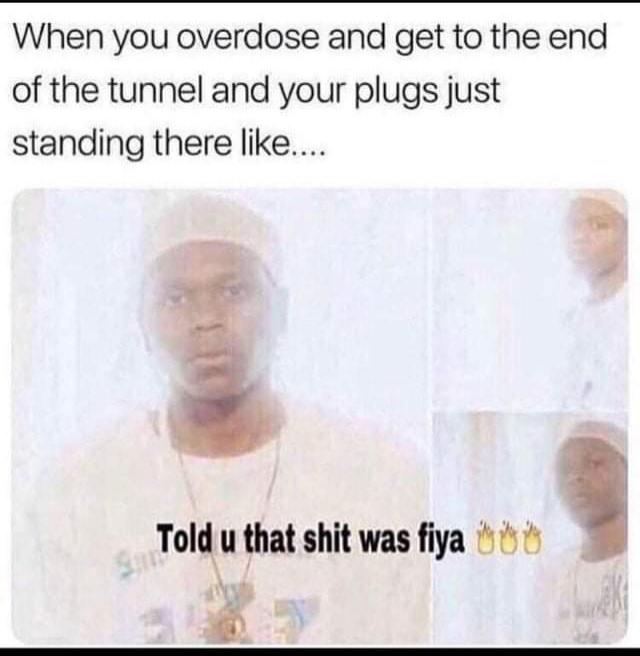 When you overdose and get to the end
of the tunnel and your plugs just
standing there like....
Told u that shit was fiya 🔥🔥🔥